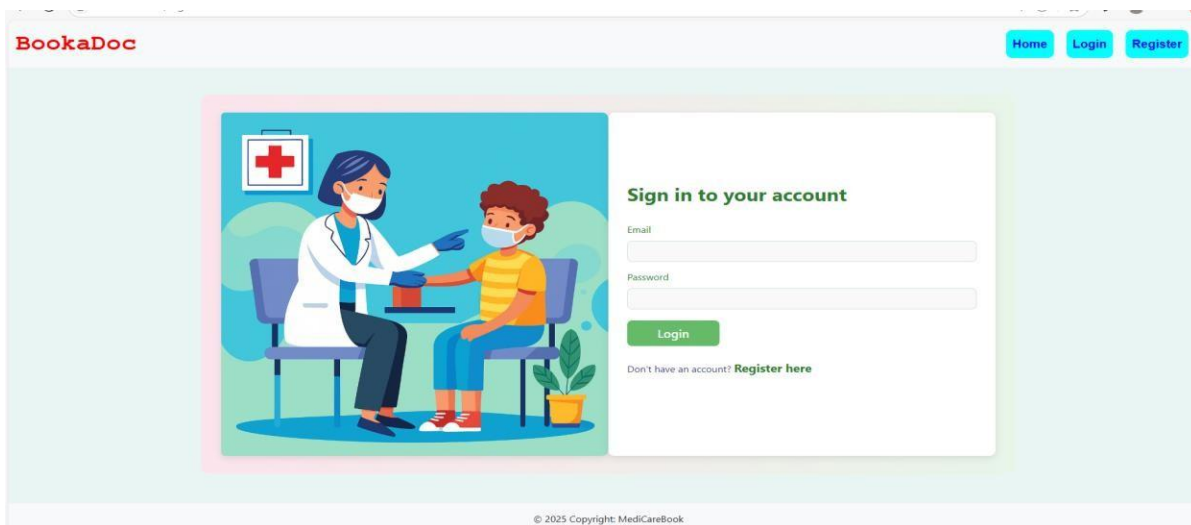 BookaDoc
Home Login Register
Sign in to your account
Email
Password
Login
Don't have an account? Register here
© 2025 Copyright: MediCareBook